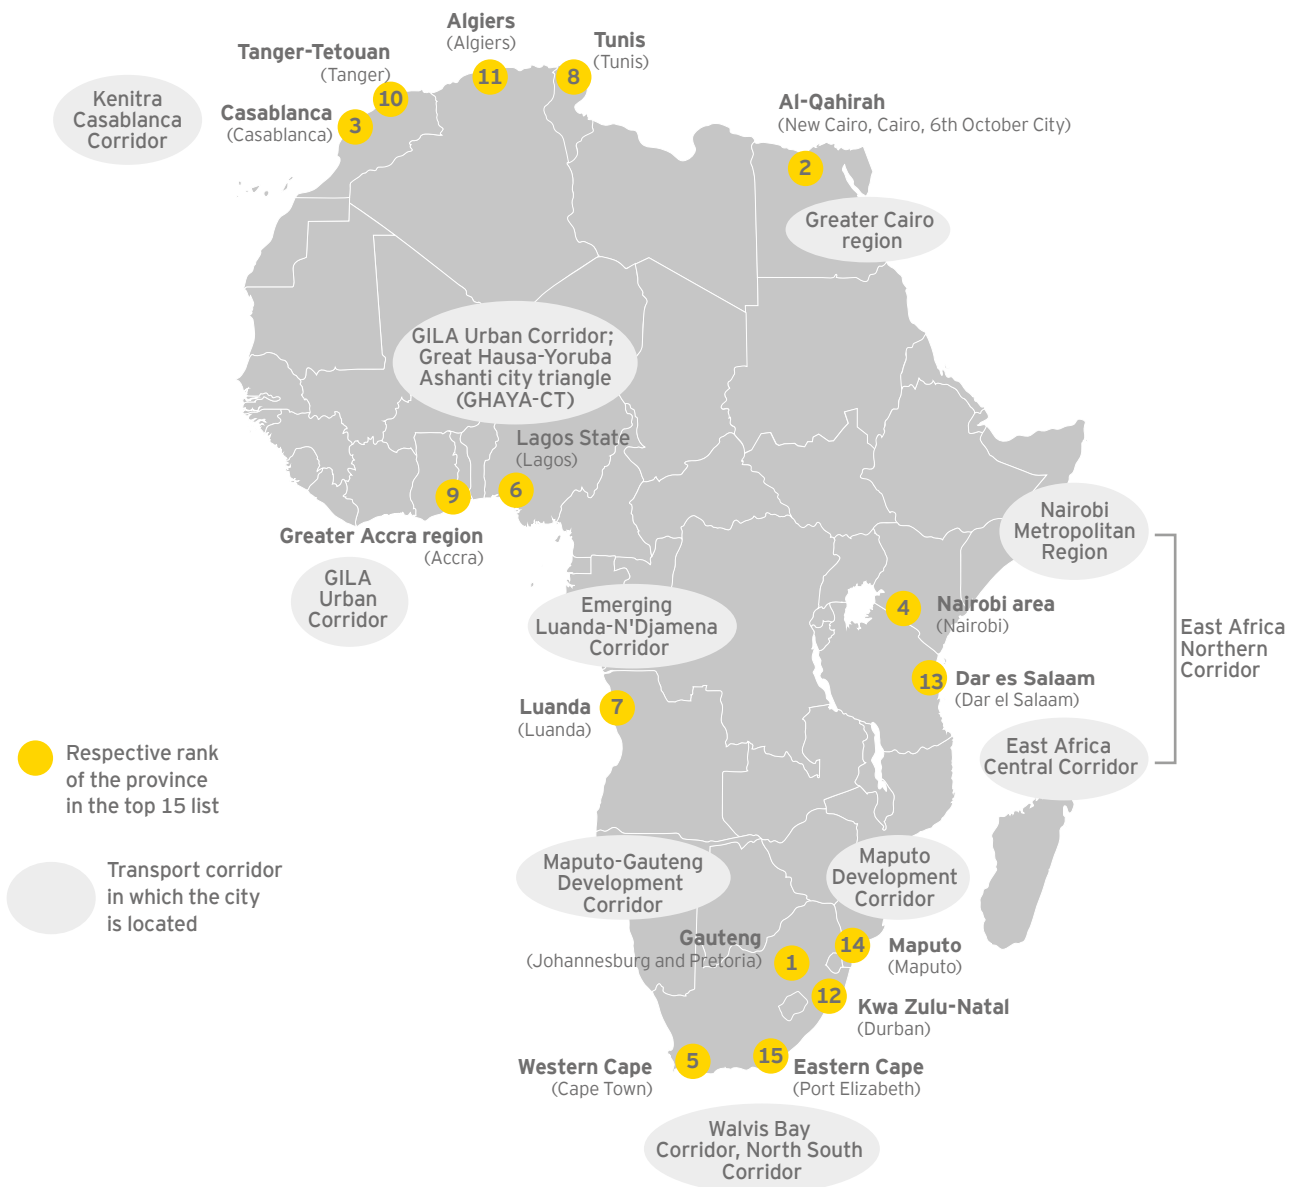 Algiers
(Algiers)
11
Tunis
(Tunis)
8
Tanger-Tetouan
(Tanger)
10
Kenitra
Casablanca
Corridor
Casablanca
(Casablanca)
3
Al-Qahirah
(New Cairo, Cairo, 6th October City)
2
Greater Cairo
region
GILA Urban Corridor;
Great Hausa-Yoruba
Ashanti city triangle
(GHAYA-CT)
Lagos State
(Lagos)
6
9
Greater Accra region
(Accra)
GILA
Urban
Corridor
Nairobi
Metropolitan
Region
Emerging
Luanda-N'Djamena
Corridor
4
Nairobi area
(Nairobi)
East Africa
Northern
Corridor
13
Dar es Salaam
(Dar el Salaam)
Luanda
(Luanda)
7
East Africa
Central Corridor
Respective rank
of the province
in the top 15 list
Transport corridor
in which the city
is located
Maputo-Gauteng
Development
Corridor
Maputo
Development
Corridor
Gauteng
(Johannesburg and Pretoria)
1
14
Maputo
(Maputo)
12
Kwa Zulu-Natal
(Durban)
Western Cape
(Cape Town)
5
15
Eastern Cape
(Port Elizabeth)
Walvis Bay
Corridor, North South
Corridor